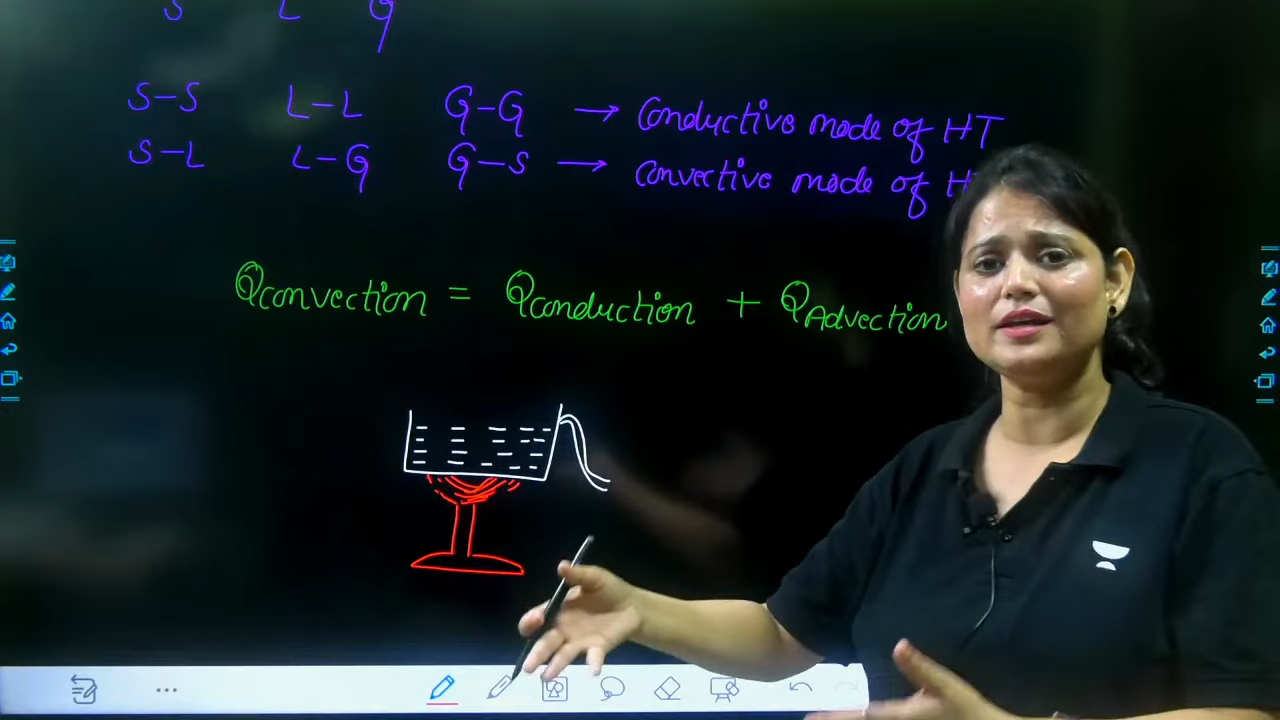 S L G
S-S L-L G-G → Conductive mode of HT
S-L L-G G-S → Convective mode of
Qconvection = Qconduction + QAdvection